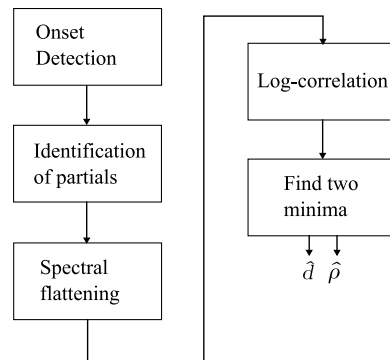 Onset
Detection
Identification
of partials
Spectral
flattening
Log-correlation
Find two
minima
d̂ ρ̂